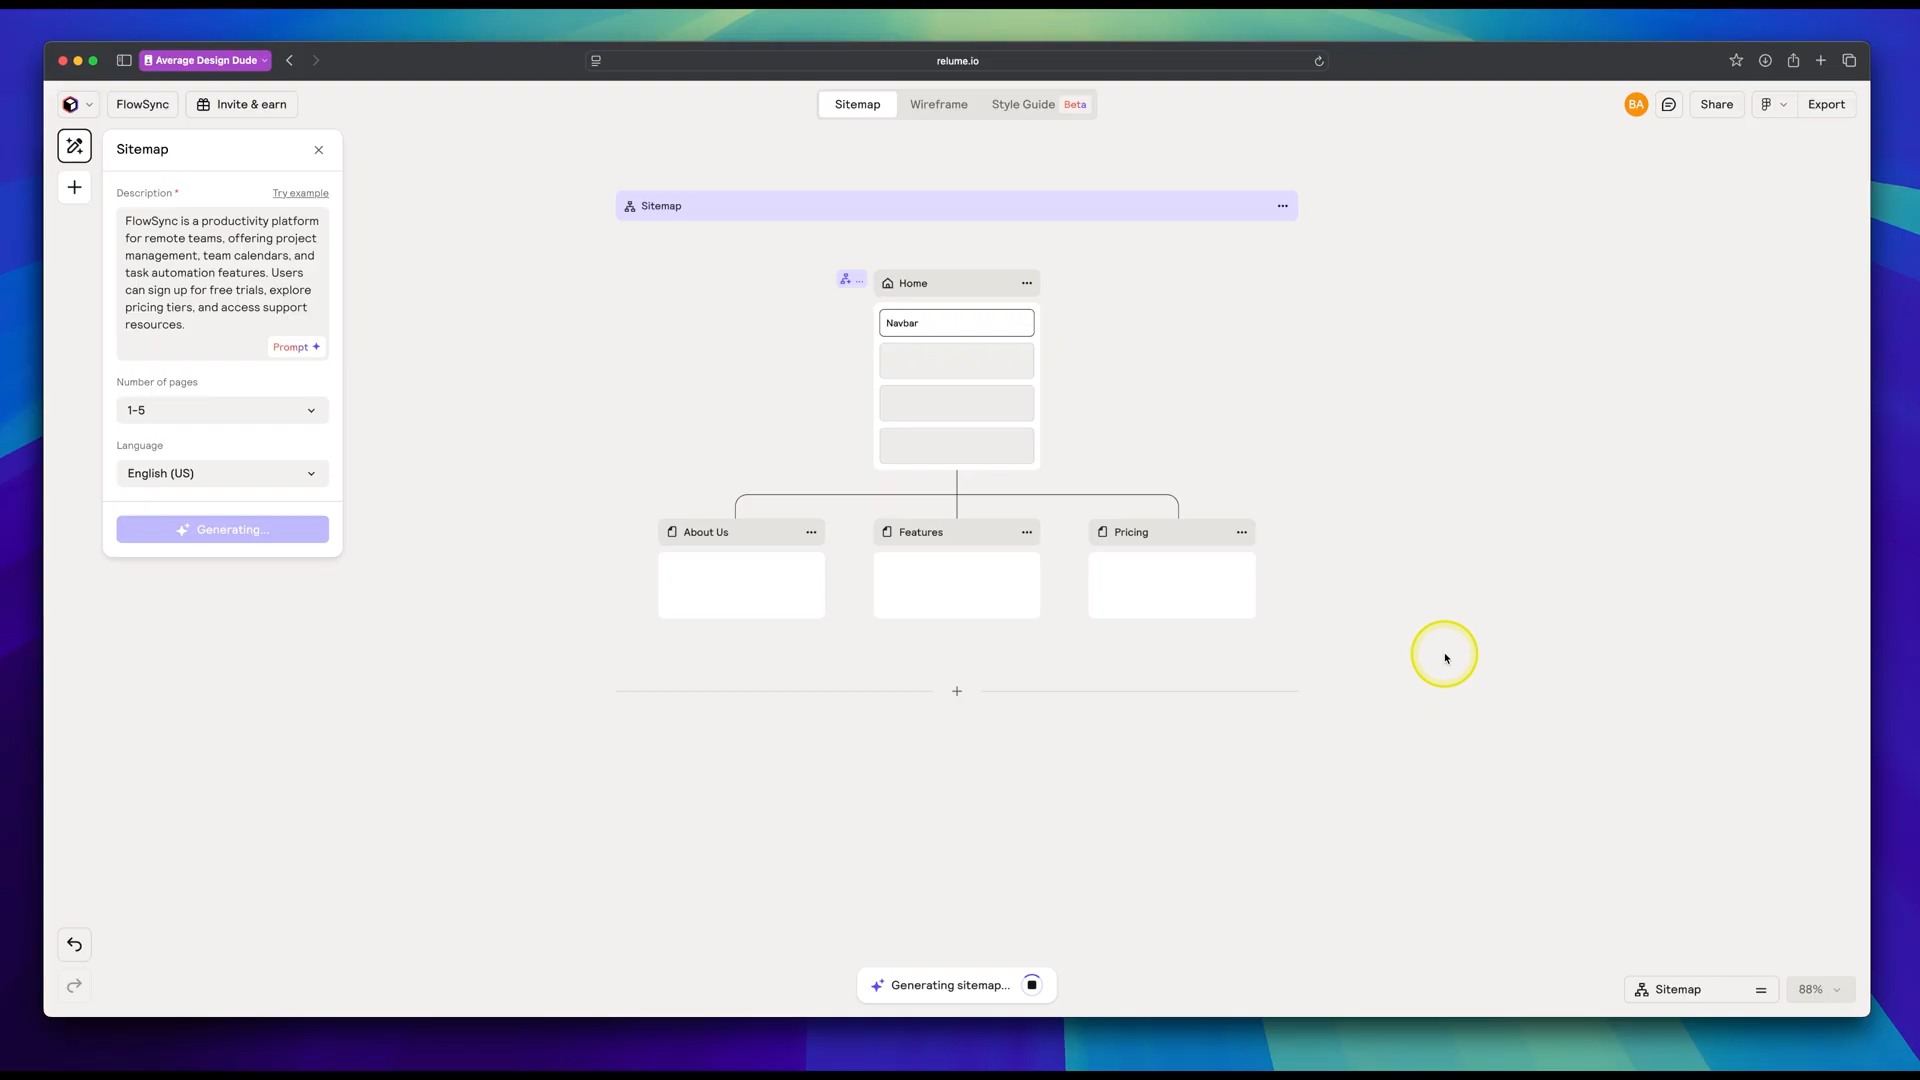 Average Design Dude
relume.io
FlowSync
Invite & earn
Sitemap
Wireframe
Style Guide Beta
BA
Share
Export
Sitemap
Description *
Try example
FlowSync is a productivity platform
for remote teams, offering project
management, team calendars, and
task automation features. Users
can sign up for free trials, explore
pricing tiers, and access support
resources.
Prompt
Number of pages
1-5
Language
English (US)
Generating...
Sitemap
Home
Navbar
About Us
Features
Pricing
Generating sitemap...
Sitemap
88%